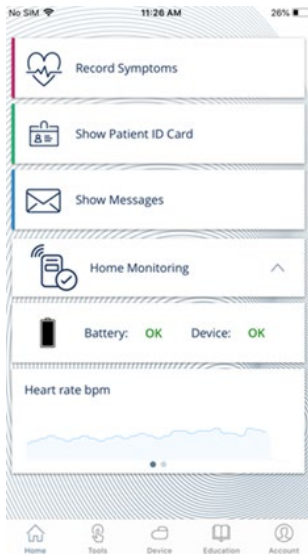 No SIM 11:26 AM 26%
Record Symptoms
Show Patient ID Card
Show Messages
Home Monitoring
Battery: OK Device: OK
Heart rate bpm
Home Tools Device Education Account